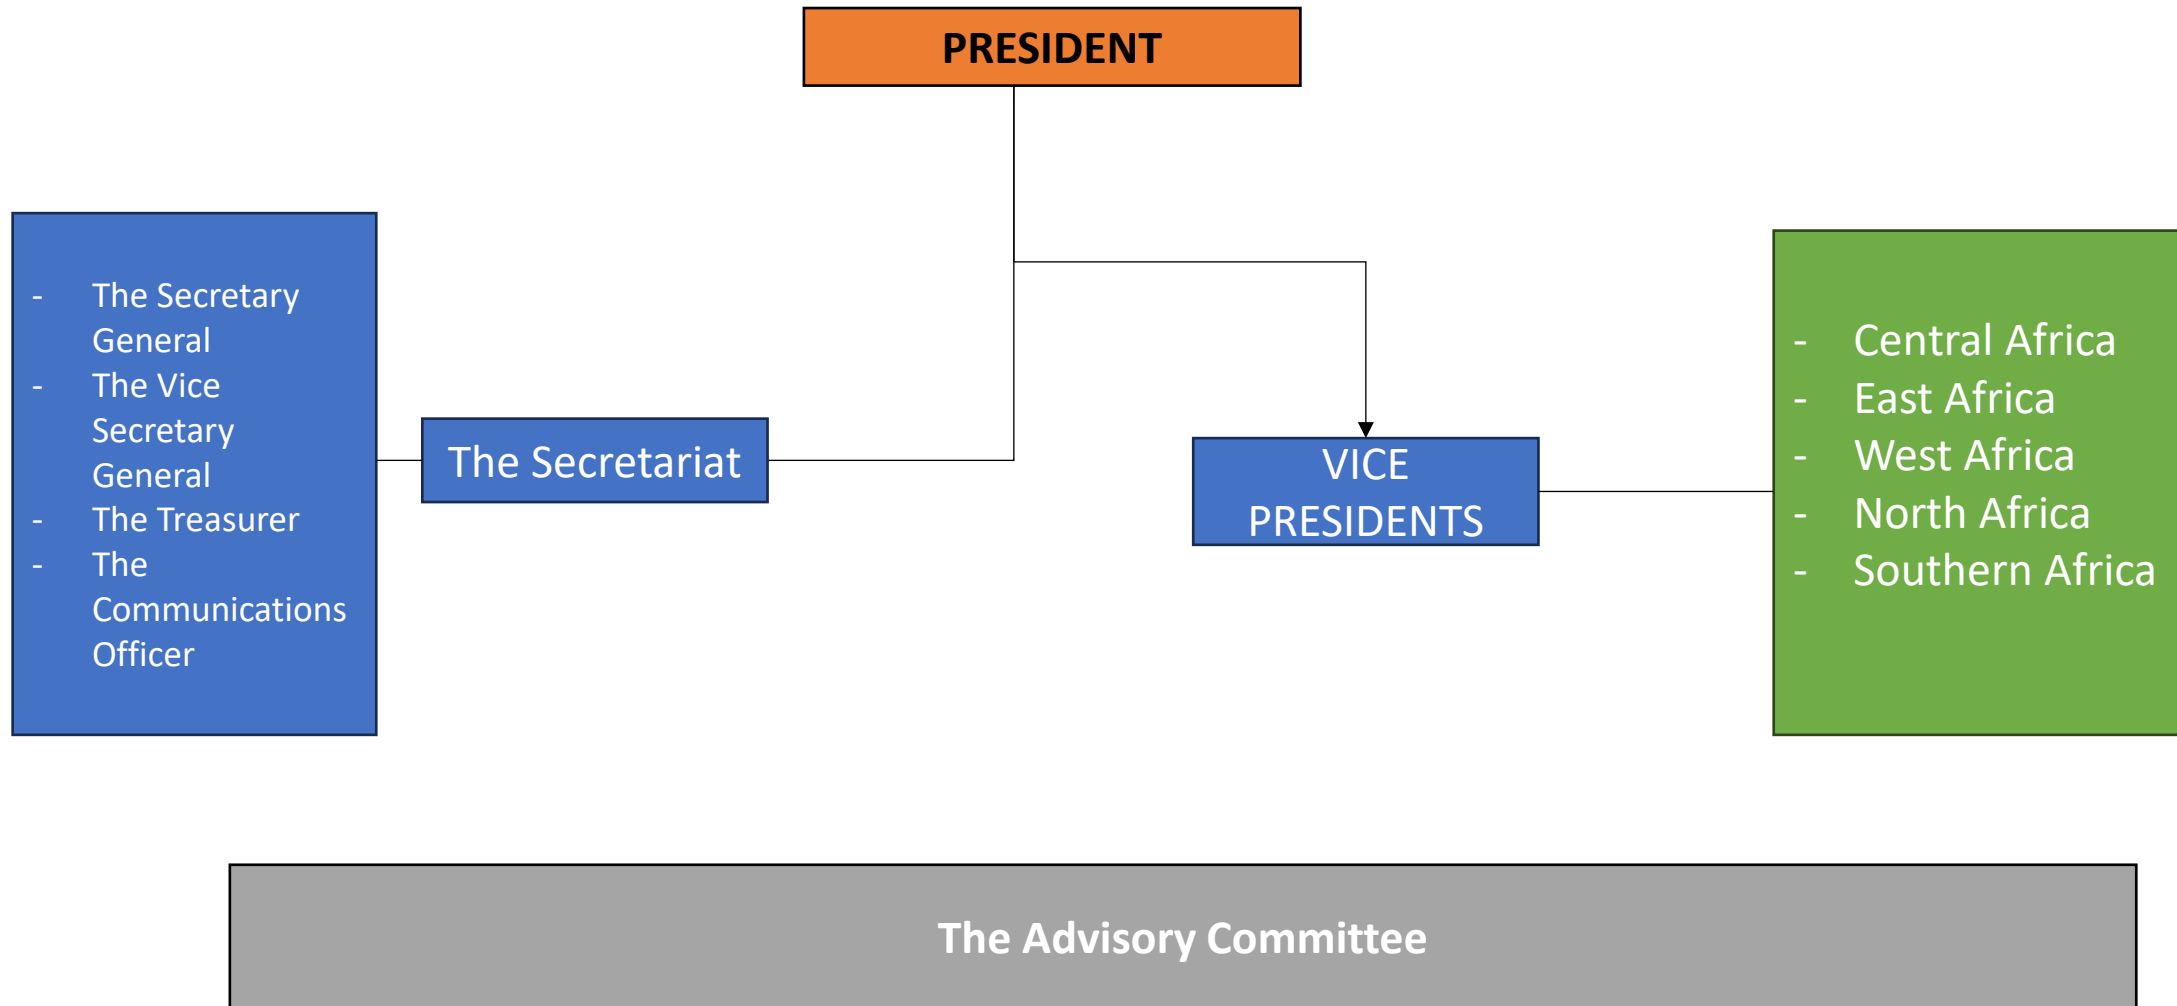 PRESIDENT
- The Secretary
General
- The Vice
Secretary
General
- The Treasurer
- The
Communications
Officer
The Secretariat
VICE
PRESIDENTS
- Central Africa
- East Africa
- West Africa
- North Africa
- Southern Africa
The Advisory Committee